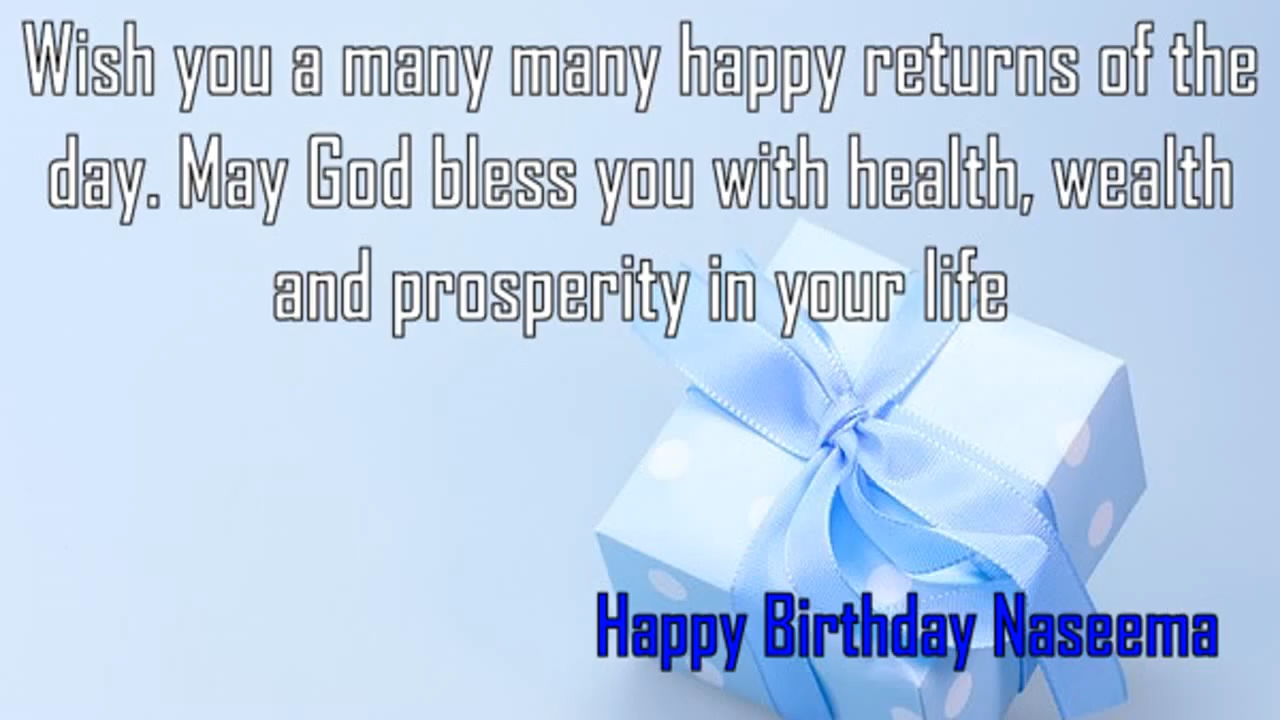 Wish you a many many happy returns of the
day. May God bless you with health, wealth
and prosperity in your life
Happy Birthday Naseema